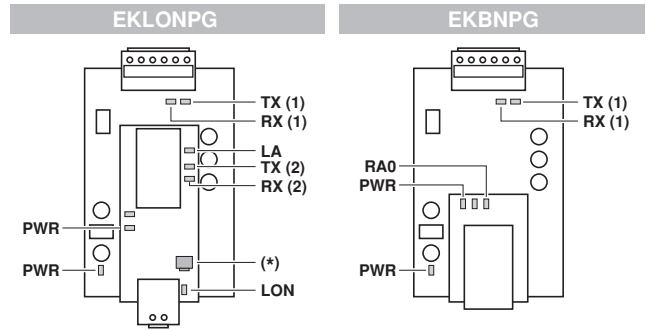 EKLONPG
TX (1)
RX (1)
LA
TX (2)
RX (2)
PWR
PWR
(*)
LON
EKBNPG
TX (1)
RX (1)
RA0
PWR
PWR